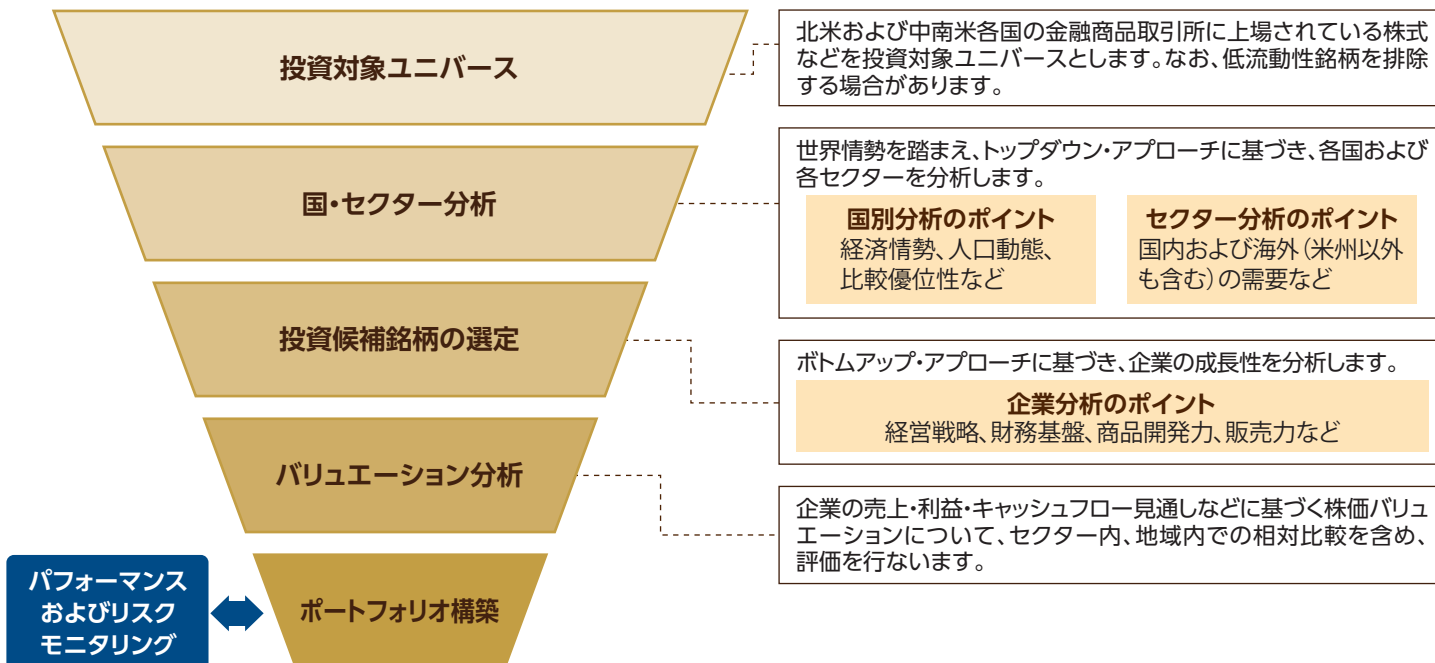 投資対象ユニバース
北米および中南米各国の金融商品取引所に上場されている株式
などを投資対象ユニバースとします。なお、低流動性銘柄を排除
する場合があります。
国・セクター分析
世界情勢を踏まえ、トップダウン・アプローチに基づき、各国および
各セクターを分析します。
国別分析のポイント
経済情勢、人口動態、
比較優位性など
セクター分析のポイント
国内および海外（米州以外
も含む）の需要など
投資候補銘柄の選定
ボトムアップ・アプローチに基づき、企業の成長性を分析します。
企業分析のポイント
経営戦略、財務基盤、商品開発力、販売力など
バリュエーション分析
企業の売上・利益・キャッシュフロー見通しなどに基づく株価バリュ
エーションについて、セクター内、地域内での相対比較を含め、
評価を行ないます。
パフォーマンス
およびリスク
モニタリング
ポートフォリオ構築